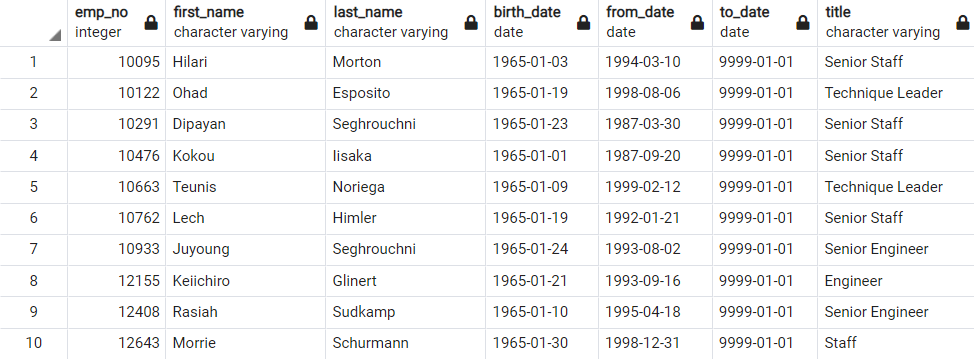 emp_no first_name last_name birth_date from_date to_date title
integer character varying character varying date date date character varying
1 10095 Hilari Morton 1965-01-03 1994-03-10 9999-01-01 Senior Staff
2 10122 Ohad Esposito 1965-01-19 1998-08-06 9999-01-01 Technique Leader
3 10291 Dipayan Seghrouchni 1965-01-23 1987-03-30 9999-01-01 Senior Staff
4 10476 Kokou Iisaka 1965-01-01 1987-09-20 9999-01-01 Senior Staff
5 10663 Teunis Noriega 1965-01-09 1999-02-12 9999-01-01 Technique Leader
6 10762 Lech Himler 1965-01-19 1992-01-21 9999-01-01 Senior Staff
7 10933 Juyoung Seghrouchni 1965-01-24 1993-08-02 9999-01-01 Senior Engineer
8 12155 Keiichiro Glinert 1965-01-21 1993-09-16 9999-01-01 Engineer
9 12408 Rasiah Sudkamp 1965-01-10 1995-04-18 9999-01-01 Senior Engineer
10 12643 Morrie Schurmann 1965-01-30 1998-12-31 9999-01-01 Staff